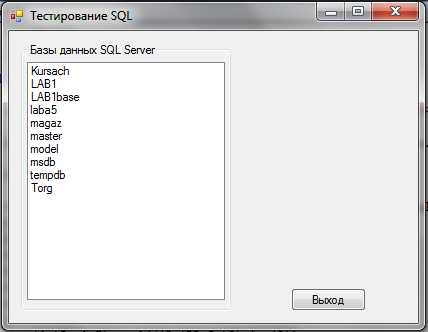 Тестирование SQL
Базы данных SQL Server
Kursach
LAB1
LAB1base
laba5
magaz
master
model
msdb
tempdb
Torg
Выход